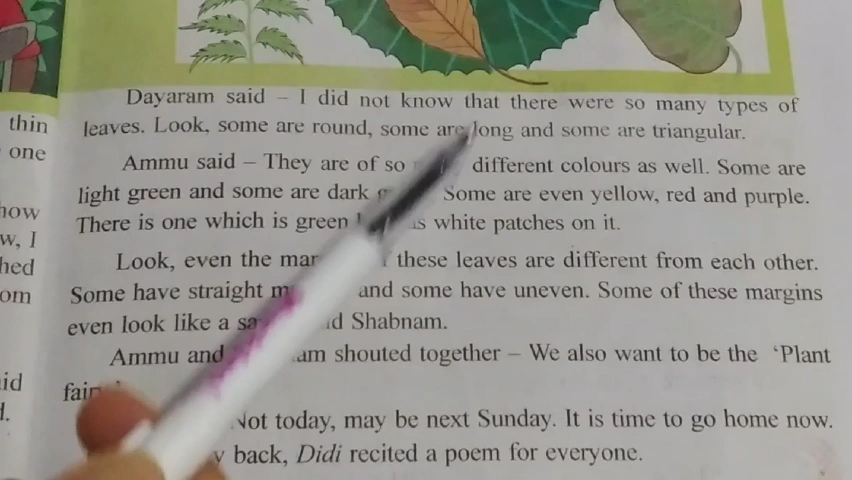 thin
one
now
w, I
hed
om
id
d.
Dayaram said – I did not know that there were so many types of
leaves. Look, some are round, some are long and some are triangular.
Ammu said – They are of so different colours as well. Some are
light green and some are dark Some are even yellow, red and purple.
There is one which is green white patches on it.
Look, even the these leaves are different from each other.
Some have straight and some have uneven. Some of these margins
even look like a Shabnam.
Ammu and shouted together – We also want to be the 'Plant
Not today, may be next Sunday. It is time to go home now.
back, Didi recited a poem for everyone.